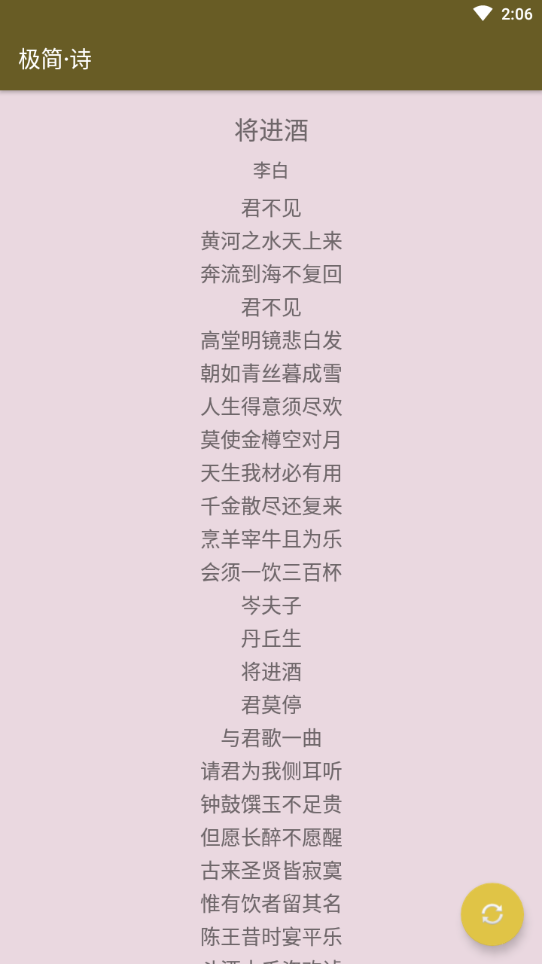 2:06
极简·诗
将进酒
李白
君不见
黄河之水天上来
奔流到海不复回
君不见
高堂明镜悲白发
朝如青丝暮成雪
人生得意须尽欢
莫使金樽空对月
天生我材必有用
千金散尽还复来
烹羊宰牛且为乐
会须一饮三百杯
岑夫子
丹丘生
将进酒
君莫停
与君歌一曲
请君为我侧耳听
钟鼓馔玉不足贵
但愿长醉不愿醒
古来圣贤皆寂寞
惟有饮者留其名
陈王昔时宴平乐